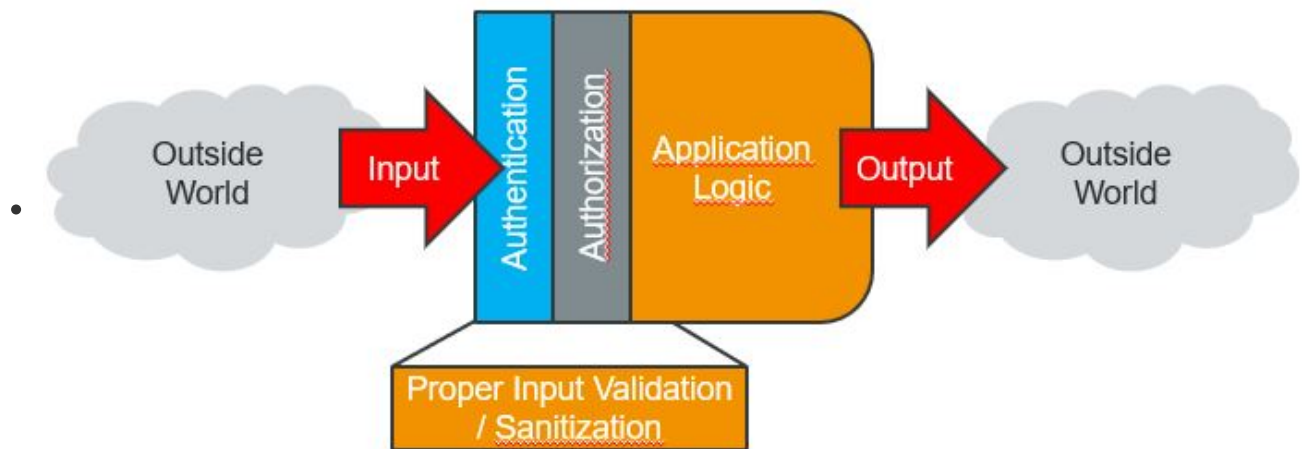 Outside
World
Input
Authentication
Authorization
Application
Logic
Output
Outside
World
Proper Input Validation
/ Sanitization